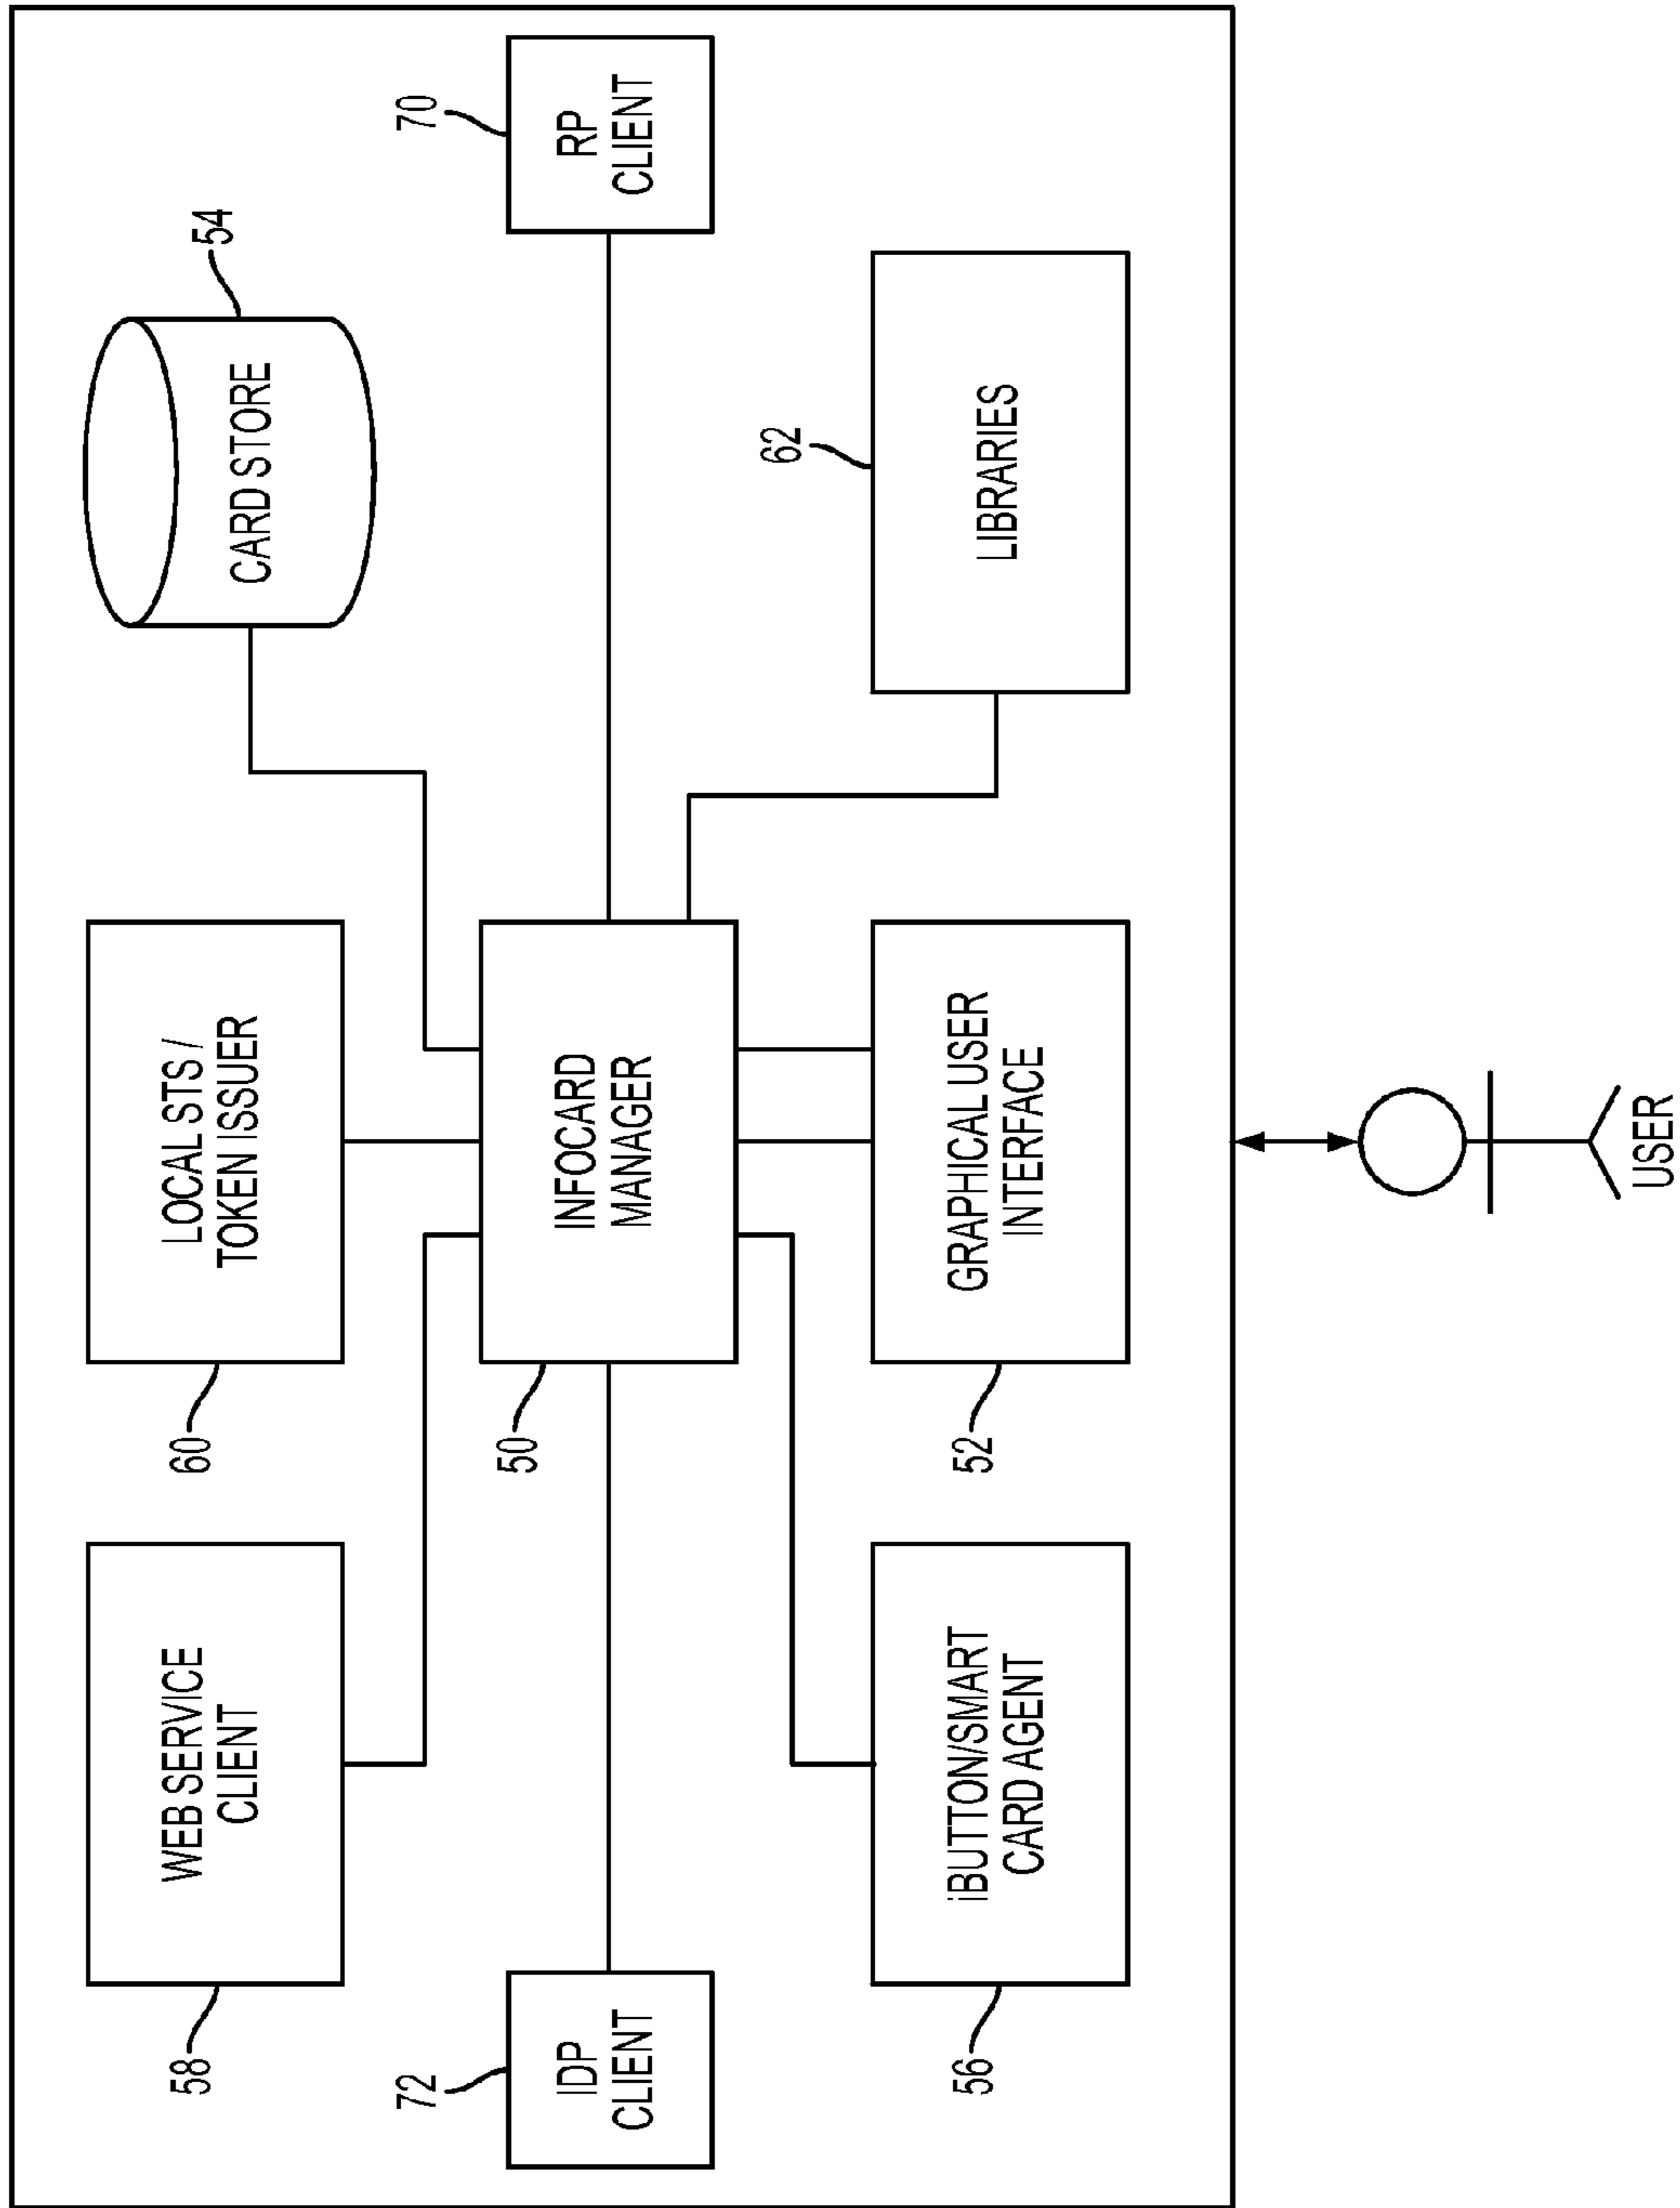 58
WEB SERVICE
CLIENT
60
LOCAL STS /
TOKEN ISSUER
CARD STORE
54
72
IDP
CLIENT
50
INFOCARD
MANAGER
70
RP
CLIENT
56
iBUTTON/SMART
CARD AGENT
52
GRAPHICAL USER
INTERFACE
62
LIBRARIES
USER